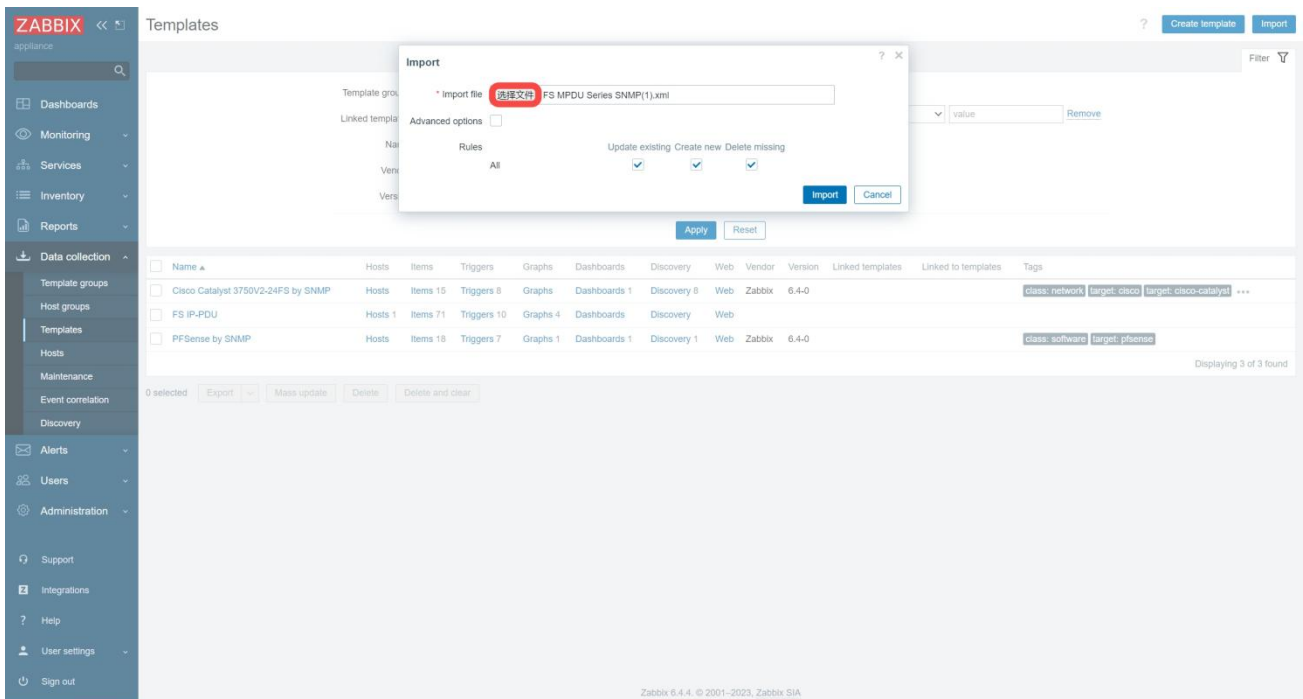 ZABBIX
Templates
? Create template Import
appliance
Filter
Import
? ×
Template grou
* Import file 选择文件 FS MPDU Series SNMP(1).xml
Linked templa
value
Remove
Advanced options
Na
Rules Update existing Create new Delete missing
Ven
All
Vers
Import Cancel
Apply Reset
Dashboards
Monitoring
Services
Inventory
Reports
Data collection
Template groups
Host groups
Templates
Hosts
Maintenance
Event correlation
Discovery
Alerts
Users
Administration
Support
Integrations
? Help
User settings
Sign out
Name Hosts Items Triggers Graphs Dashboards Discovery Web Vendor Version Linked templates Linked to templates Tags
Cisco Catalyst 3750V2-24FS by SNMP Hosts Items 15 Triggers 8 Graphs Dashboards 1 Discovery 8 Web Zabbix 6.4-0 class: network target: cisco target: cisco-catalyst •••
FS IP-PDU Hosts 1 Items 71 Triggers 10 Graphs 4 Dashboards Discovery Web
PFSense by SNMP Hosts Items 18 Triggers 7 Graphs 1 Dashboards 1 Discovery 1 Web Zabbix 6.4-0 class: software target: pfsense
Displaying 3 of 3 found
0 selected Export Mass update Delete Delete and clear
Zabbix 6.4.4. © 2001–2023, Zabbix SIA